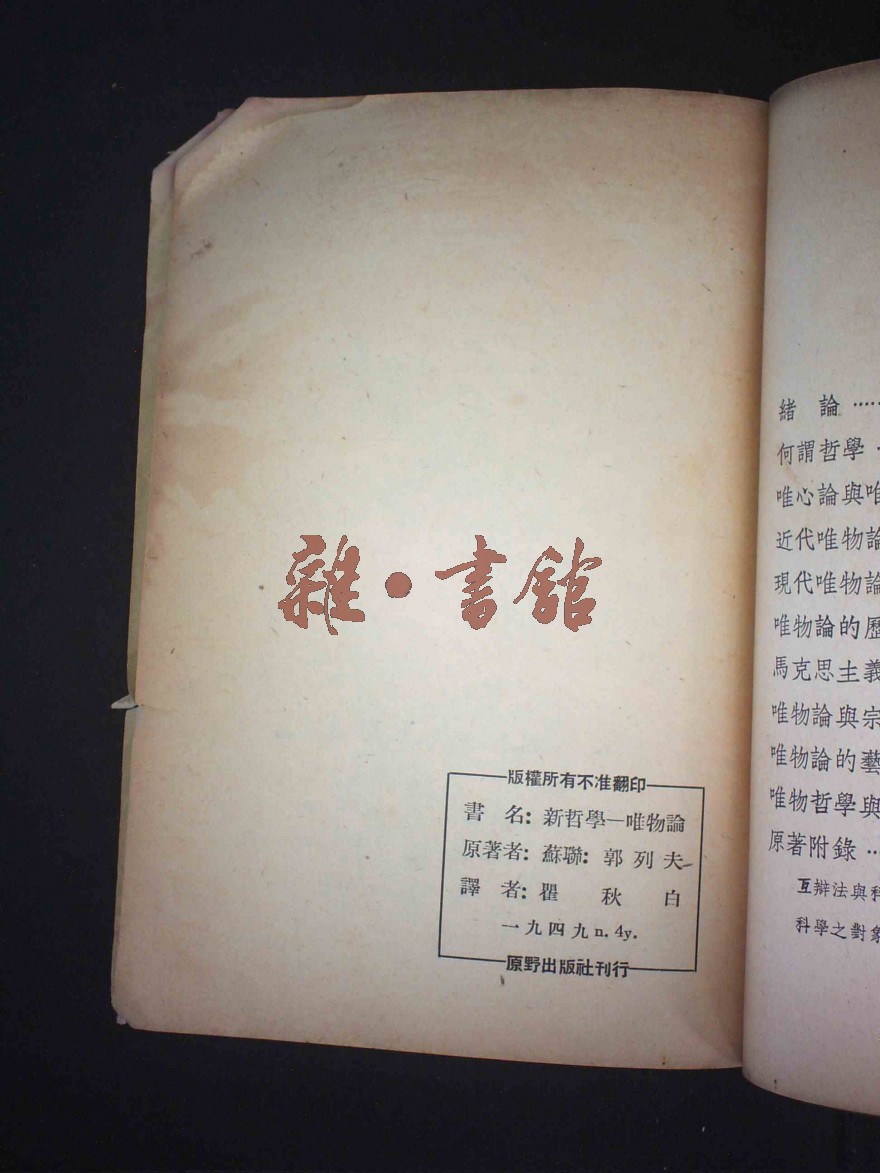 雜·書館
版權所有不准翻印
書 名: 新哲學—唯物論
原著者: 蘇聯: 郭列夫
譯 者: 瞿秋白
一九四九 n. 4y.
原野出版社刊行
緒 論……
何謂哲學
唯心論與唯
近代唯物論
現代唯物論
唯物論的歷
馬克思主義
唯物論與宗
唯物論的藝
唯物哲學與
原著附錄……
互辯法與科
科學之對象